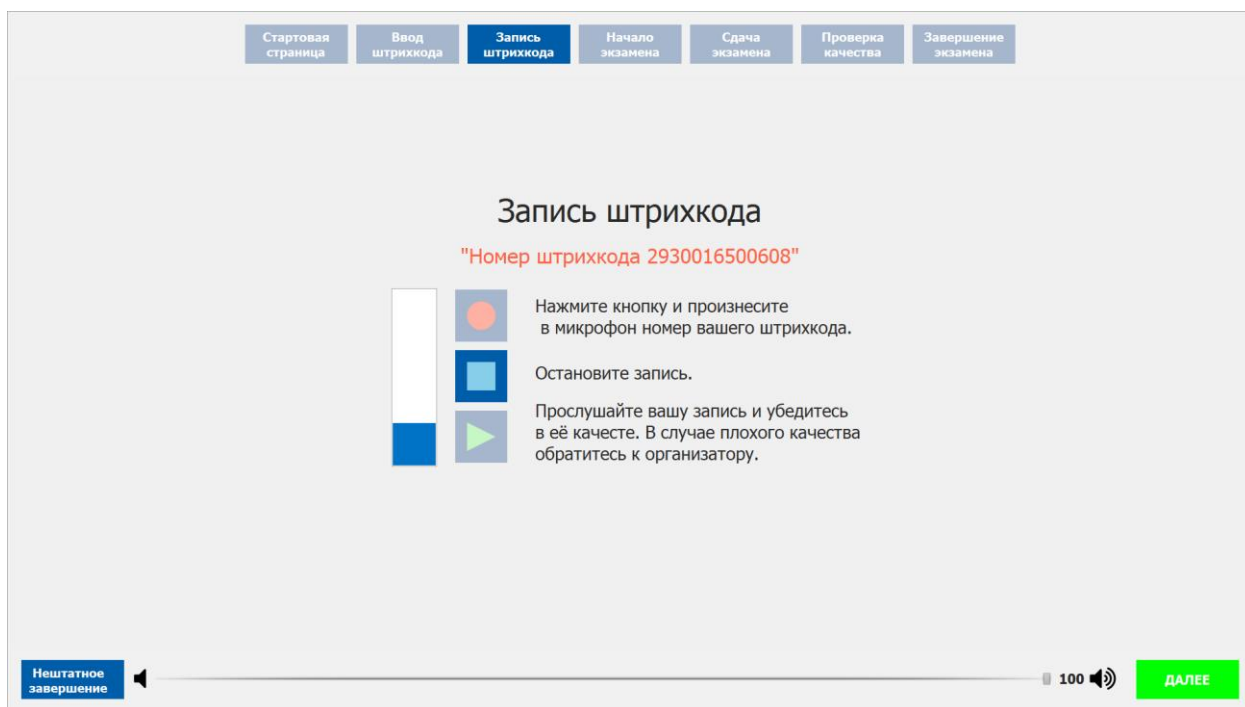 Стартовая
страница
Ввод
штрихкода
Запись
штрихкода
Начало
экзамена
Сдача
экзамена
Проверка
качества
Завершение
экзамена
Запись штрихкода
"Номер штрихкода 2930016500608"
Нажмите кнопку и произнесите
в микрофон номер вашего штрихкода.
Остановите запись.
Прослушайте вашу запись и убедитесь
в её качесте. В случае плохого качества
обратитесь к организатору.
Нештатное
завершение
100
ДАЛЕЕ